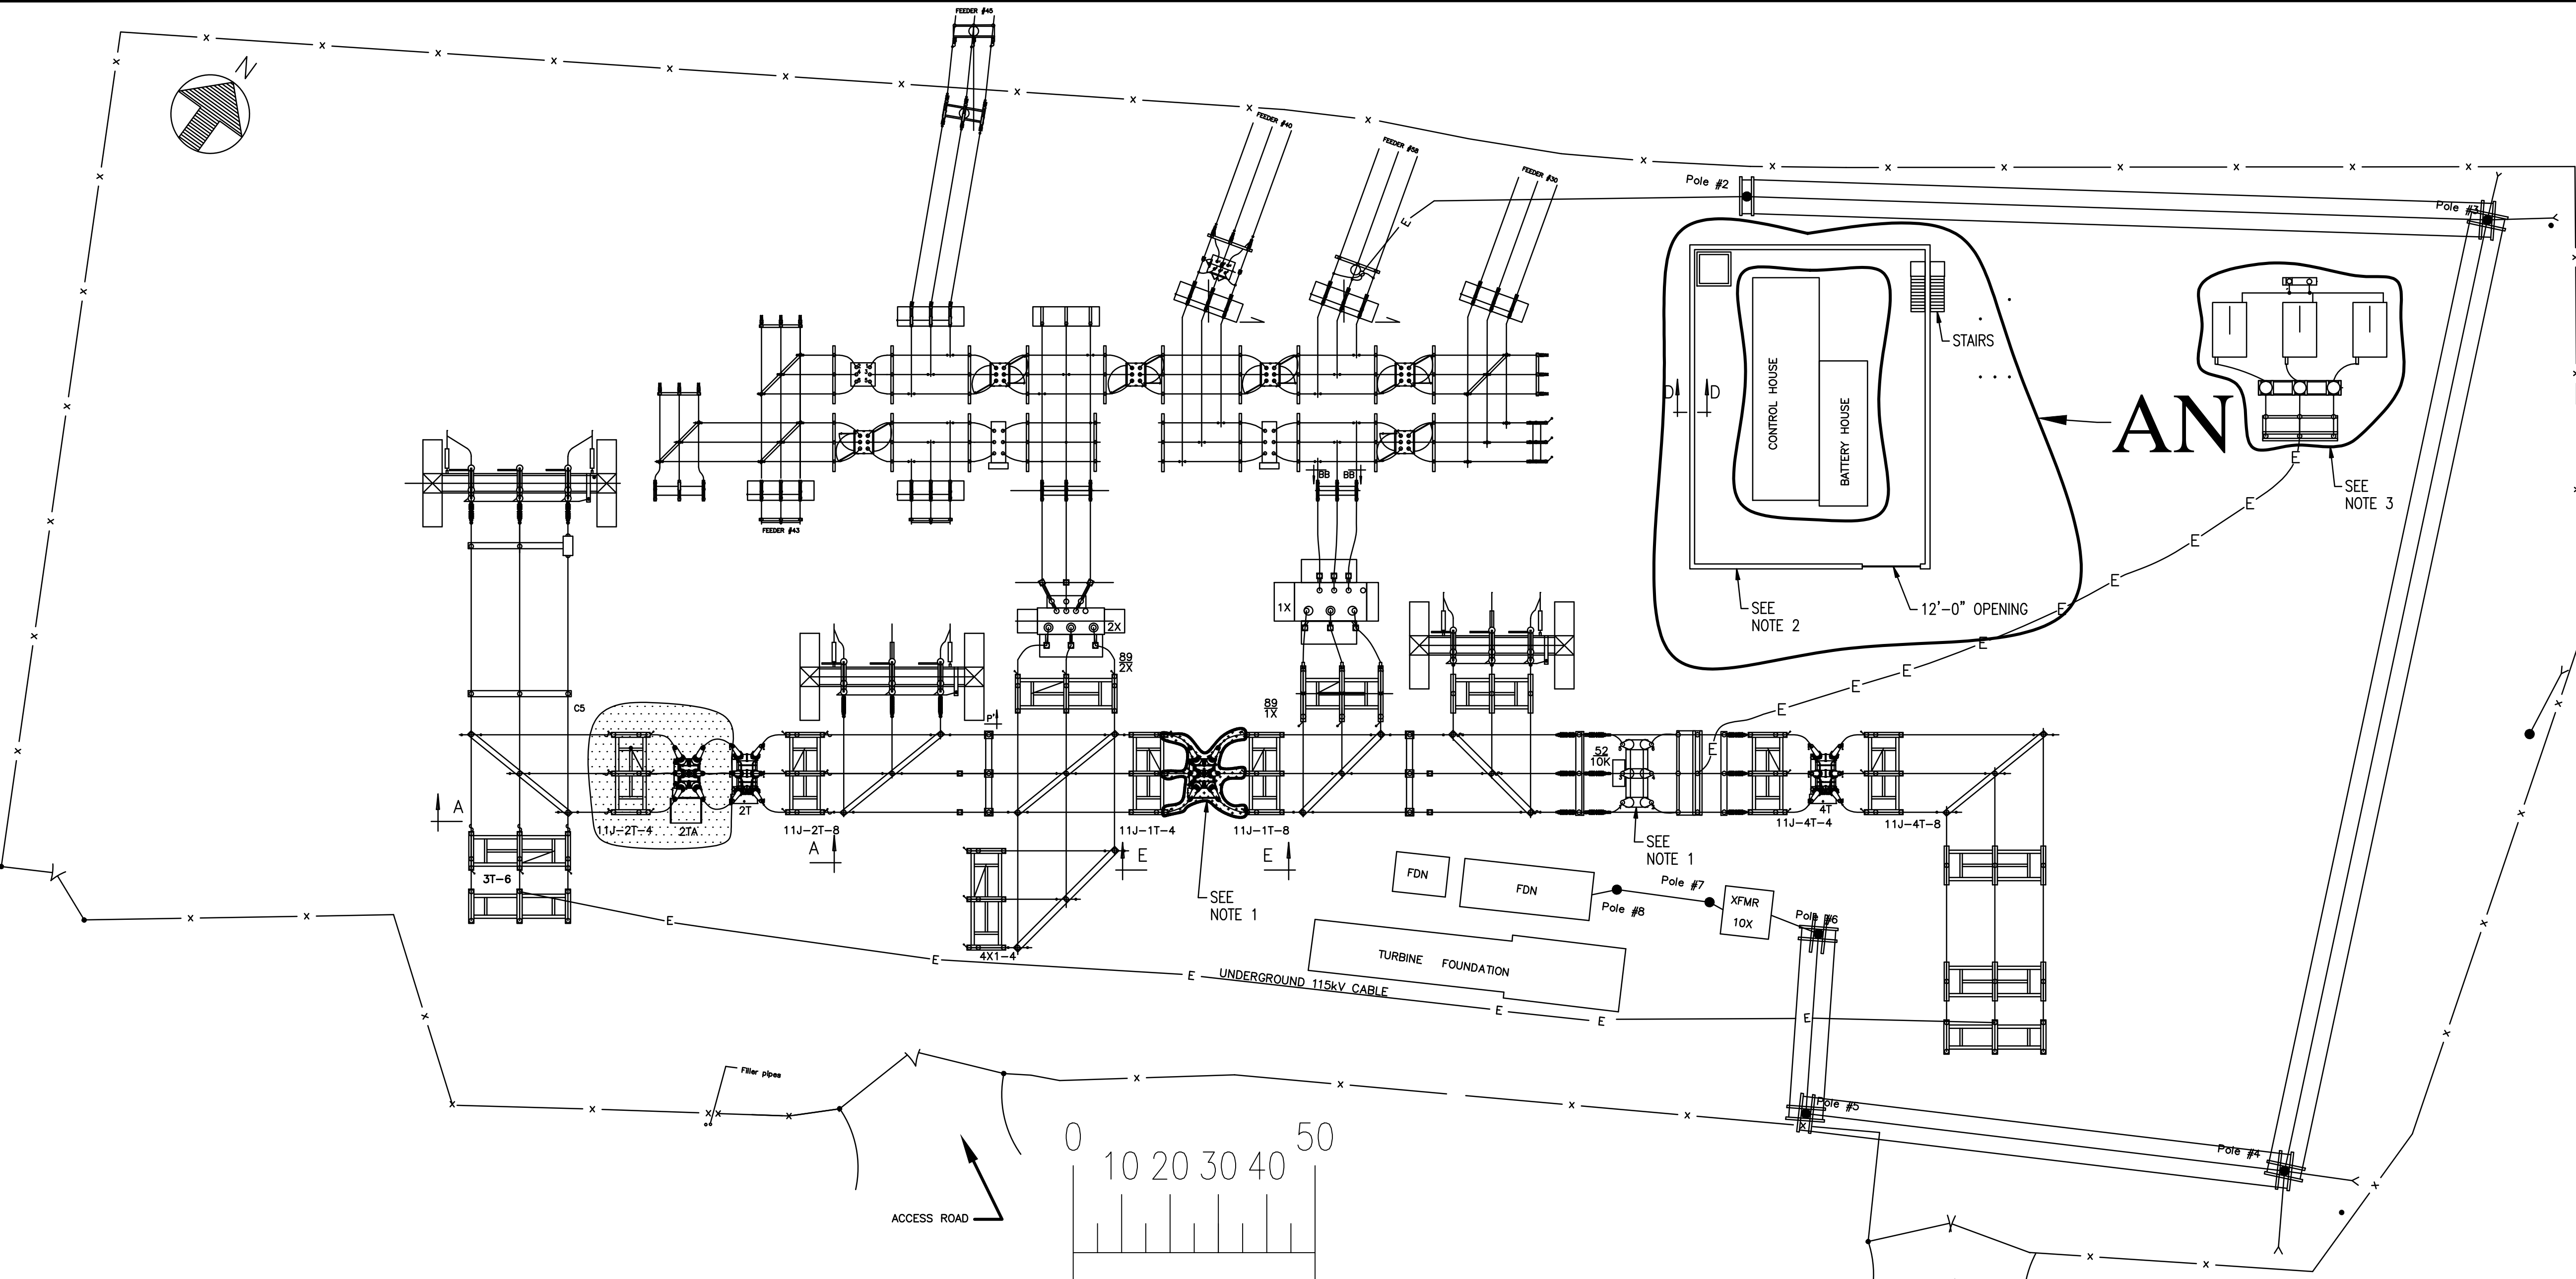 FEEDER #45
N
FEEDER #40
FEEDER #58
FEEDER #30
Pole #2
Pole #3
E
STAIRS
CONTROL HOUSE
BATTERY HOUSE
D
D
AN
E
SEE
NOTE 3
E
E
BB
BB
FEEDER #43
E
SEE
NOTE 2
12'-0" OPENING
E
1X
2X
E
89
2X
E
E
C5
89
1X
P'
E
E
52
10K
A
11J-2T-4
2TA
2T
11J-2T-8
11J-1T-4
11J-1T-8
4T
11J-4T-4
11J-4T-8
A
E
E
SEE
NOTE 1
3T-6
FDN
FDN
Pole #7
Pole #8
XFMR
10X
Pole #6
SEE
NOTE 1
E
4X1-4
E
TURBINE FOUNDATION
E
UNDERGROUND 115kV CABLE
E
E
E
Filler pipes
Pole #5
Pole #4
0
50
10 20 30 40
ACCESS ROAD